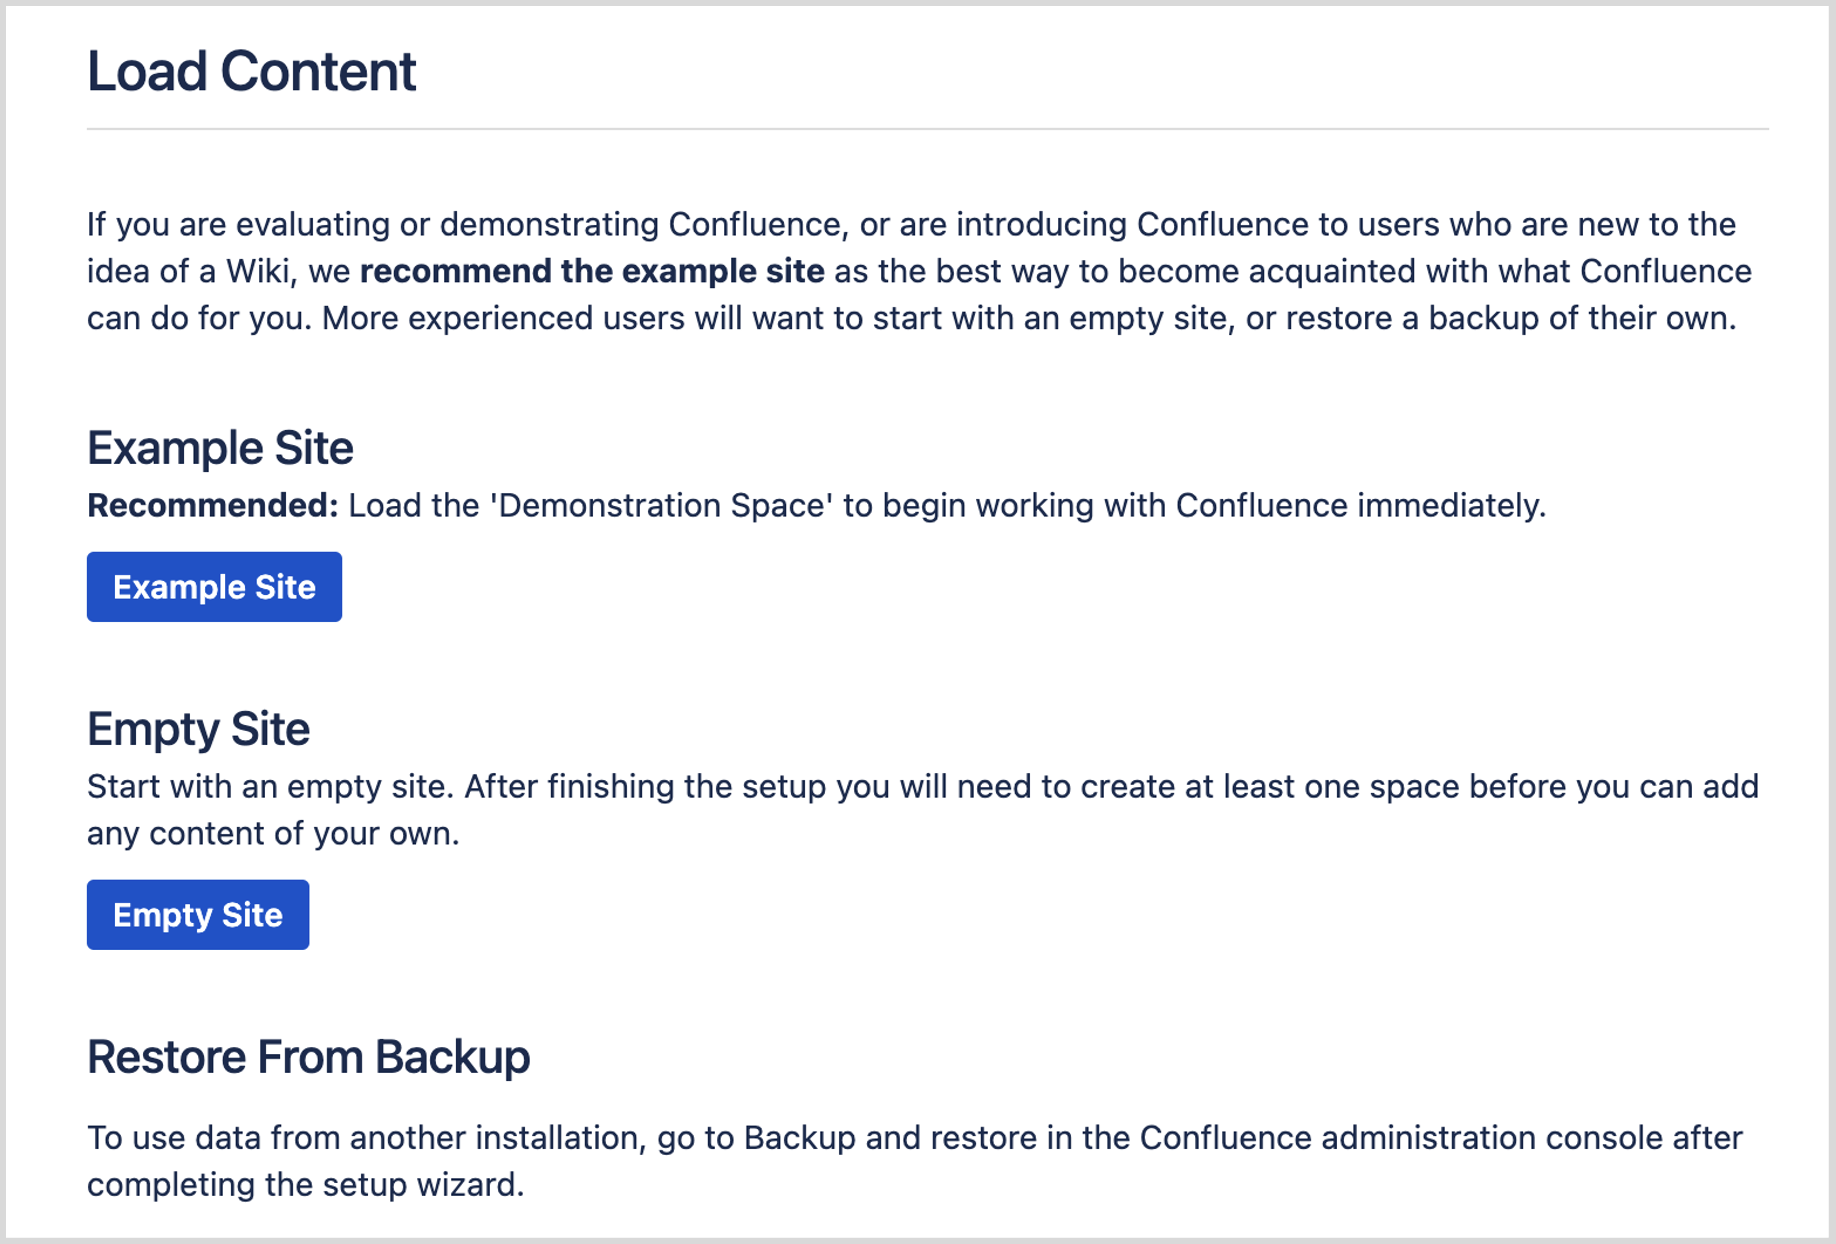 Load Content
If you are evaluating or demonstrating Confluence, or are introducing Confluence to users who are new to the
idea of a Wiki, we recommend the example site as the best way to become acquainted with what Confluence
can do for you. More experienced users will want to start with an empty site, or restore a backup of their own.
Example Site
Recommended: Load the 'Demonstration Space' to begin working with Confluence immediately.
Example Site
Empty Site
Start with an empty site. After finishing the setup you will need to create at least one space before you can add
any content of your own.
Empty Site
Restore From Backup
To use data from another installation, go to Backup and restore in the Confluence administration console after
completing the setup wizard.